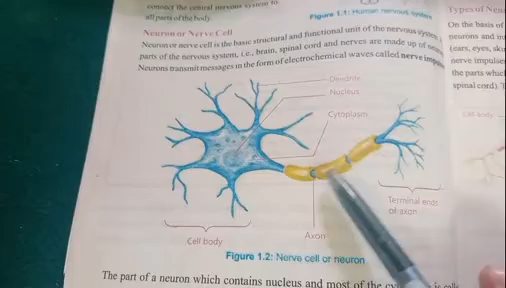 connect the central nervous system to
all parts of the body.
Figure 1.1: Human nervous system
Neuron or Nerve Cell
Neuron or nerve cell is the basic structural and functional unit of the nervous system
parts of the nervous system, i.e., brain, spinal cord and nerves are made up of
Neurons transmit messages in the form of electrochemical waves called nerve
Dendrite
Nucleus
Cytoplasm
Terminal ends
of axon
Axon
Cell body
Figure 1.2: Nerve cell or neuron
The part of a neuron which contains nucleus and most of the
Types of
On the basis of
neurons and
(ears, eyes,
nerve impulse
the parts
spinal cord).
Cell body